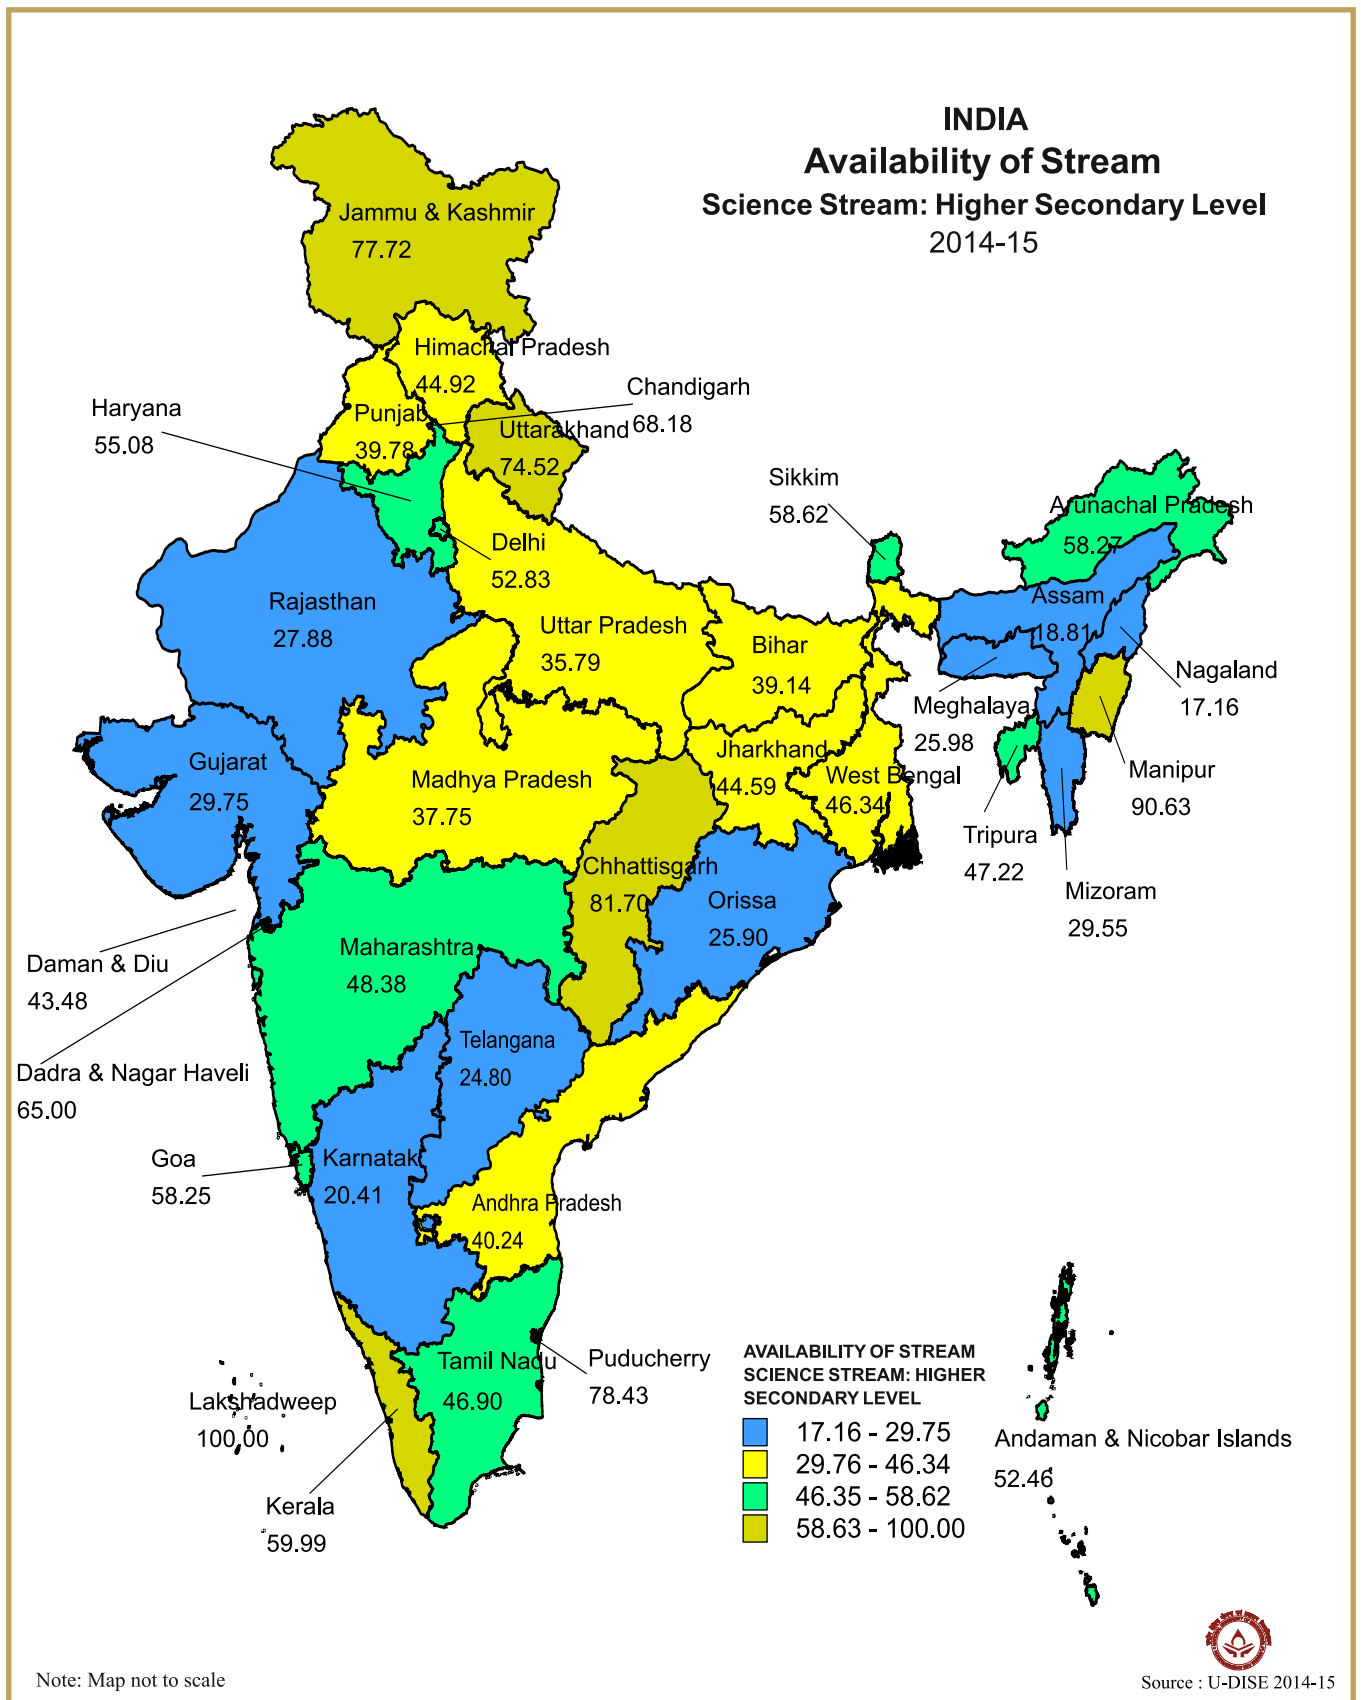 INDIA
Availability of Stream
Science Stream: Higher Secondary Level
2014-15
Jammu & Kashmir
77.72
Himachal Pradesh
44.92
Chandigarh
68.18
Haryana
55.08
Punjab
39.78
Uttarakhand
74.52
Sikkim
58.62
Arunachal Pradesh
58.27
Delhi
52.83
Rajasthan
27.88
Uttar Pradesh
35.79
Bihar
39.14
Assam
18.81
Nagaland
17.16
Meghalaya
25.98
Gujarat
29.75
Madhya Pradesh
37.75
Jharkhand
44.59
West Bengal
46.34
Manipur
90.63
Tripura
47.22
Mizoram
29.55
Chhattisgarh
81.70
Orissa
25.90
Maharashtra
48.38
Daman & Diu
43.48
Dadra & Nagar Haveli
65.00
Telangana
24.80
Goa
58.25
Karnatak
20.41
Andhra Pradesh
40.24
Tamil Nadu
46.90
Puducherry
78.43
Lakshadweep
100.00
Kerala
59.99
AVAILABILITY OF STREAM
SCIENCE STREAM: HIGHER
SECONDARY LEVEL
17.16 - 29.75
29.76 - 46.34
46.35 - 58.62
58.63 - 100.00
Andaman & Nicobar Islands
52.46
Note: Map not to scale
Source : U-DISE 2014-15